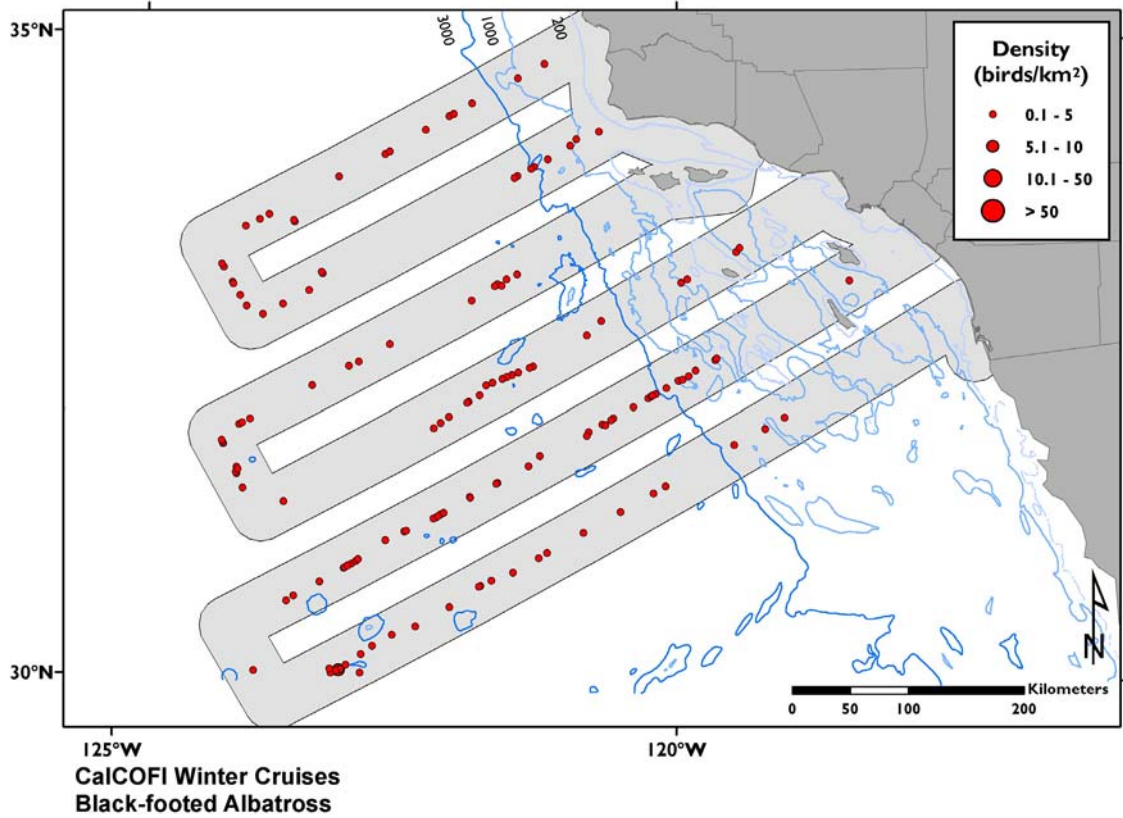 35°N
3000
1000
200
Density
(birds/km²)
0.1 - 5
5.1 - 10
10.1 - 50
> 50
30°N
N
Kilometers
0 50 100 200
125°W 120°W
CalCOFI Winter Cruises
Black-footed Albatross